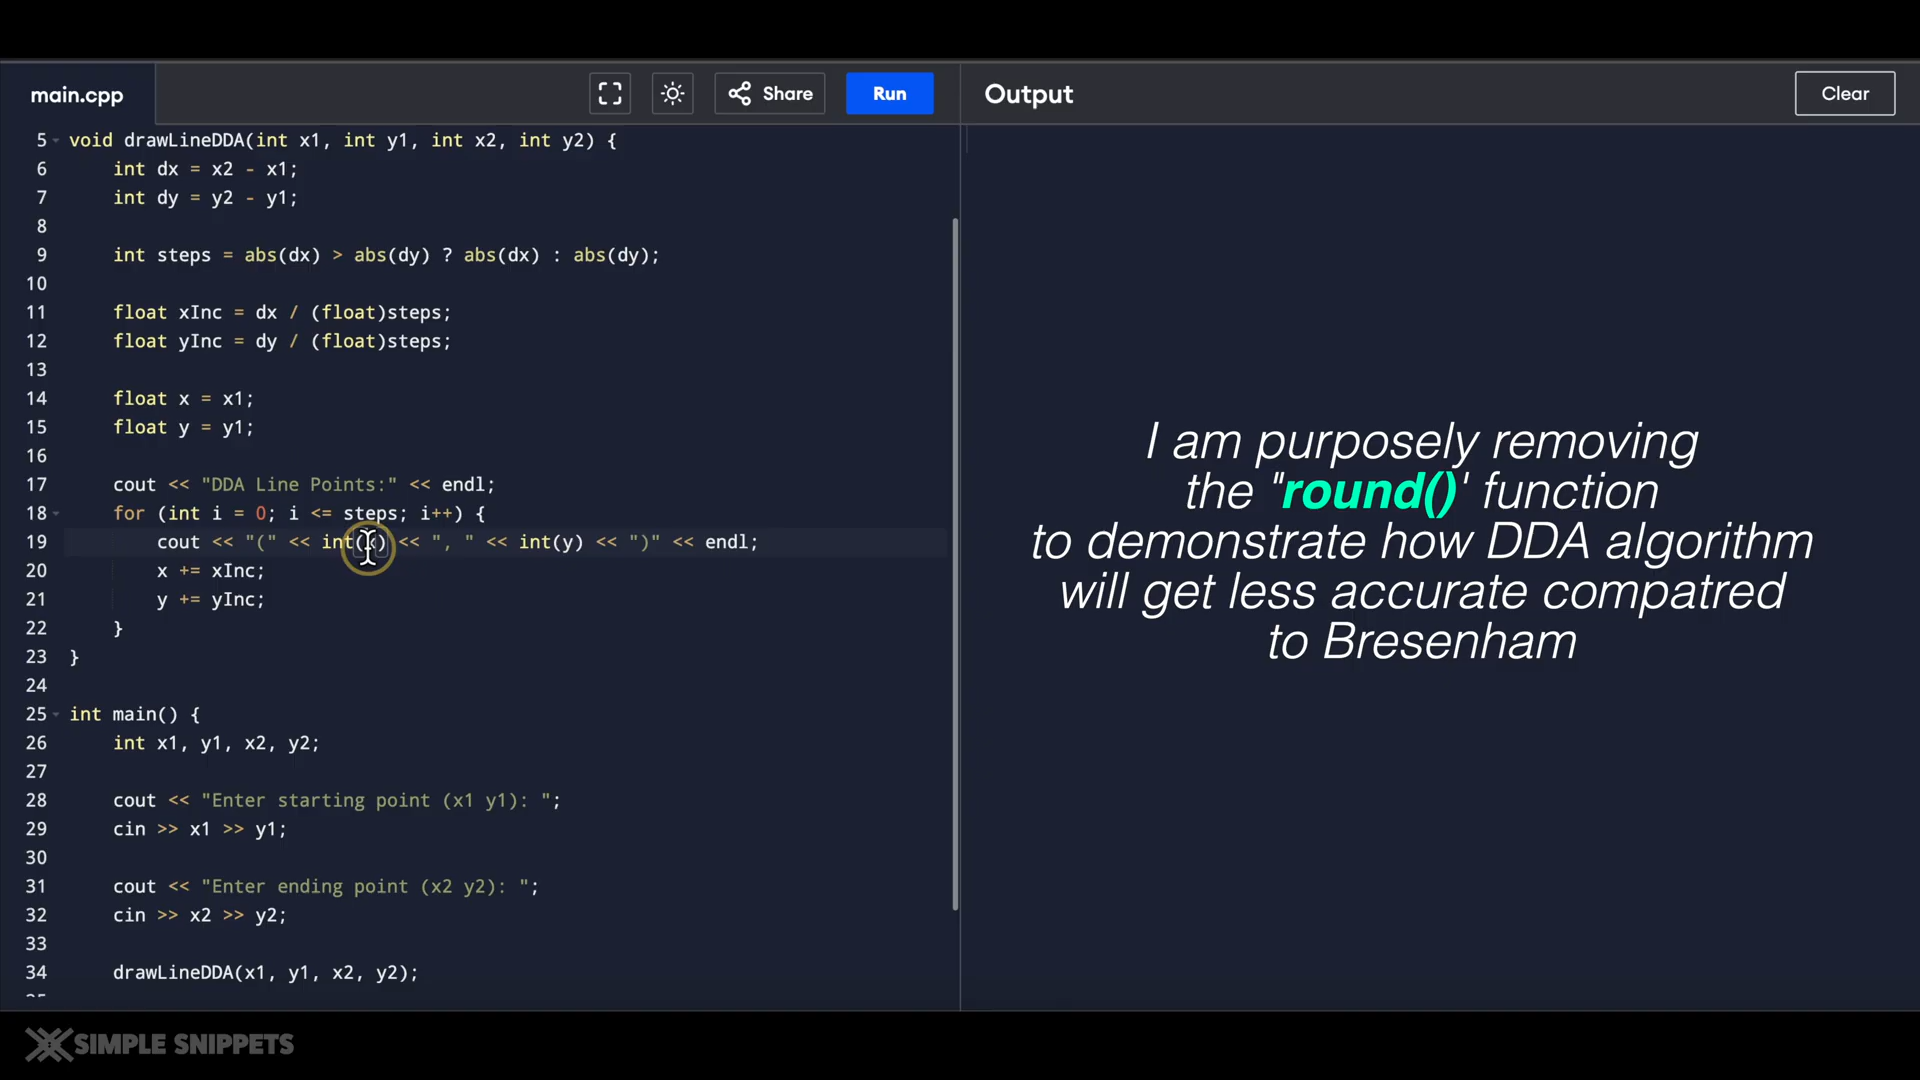 main.cpp
Share
Run
Output
Clear
5 void drawLineDDA(int x1, int y1, int x2, int y2) {
6 int dx = x2 - x1;
7 int dy = y2 - y1;
8
9 int steps = abs(dx) > abs(dy) ? abs(dx) : abs(dy);
10
11 float xInc = dx / (float)steps;
12 float yInc = dy / (float)steps;
13
14 float x = x1;
15 float y = y1;
16
17 cout << "DDA Line Points:" << endl;
18 for (int i = 0; i <= steps; i++) {
19 cout << "(" << int(x) << ", " << int(y) << ")" << endl;
20 x += xInc;
21 y += yInc;
22 }
23 }
24
25 int main() {
26 int x1, y1, x2, y2;
27
28 cout << "Enter starting point (x1 y1): ";
29 cin >> x1 >> y1;
30
31 cout << "Enter ending point (x2 y2): ";
32 cin >> x2 >> y2;
33
34 drawLineDDA(x1, y1, x2, y2);
I am purposely removing
the "round()' function
to demonstrate how DDA algorithm
will get less accurate compatred
to Bresenham
SIMPLE SNIPPETS